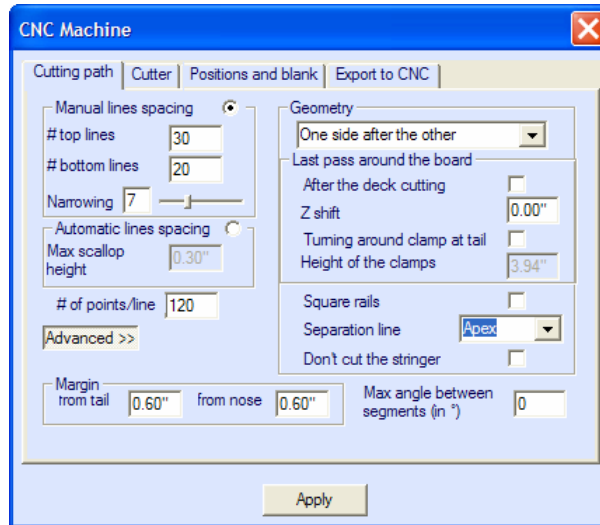 CNC Machine
Cutting path
Cutter
Positions and blank
Export to CNC
Manual lines spacing
# top lines
30
# bottom lines
20
Narrowing
7
Automatic lines spacing
Max scallop
height
0.30"
# of points/line
120
Advanced >>
Geometry
One side after the other
Last pass around the board
After the deck cutting
Z shift
0.00"
Turning around clamp at tail
Height of the clamps
3.94"
Square rails
Separation line
Apex
Don't cut the stringer
Margin
from tail
0.60"
from nose
0.60"
Max angle between
segments (in °)
0
Apply